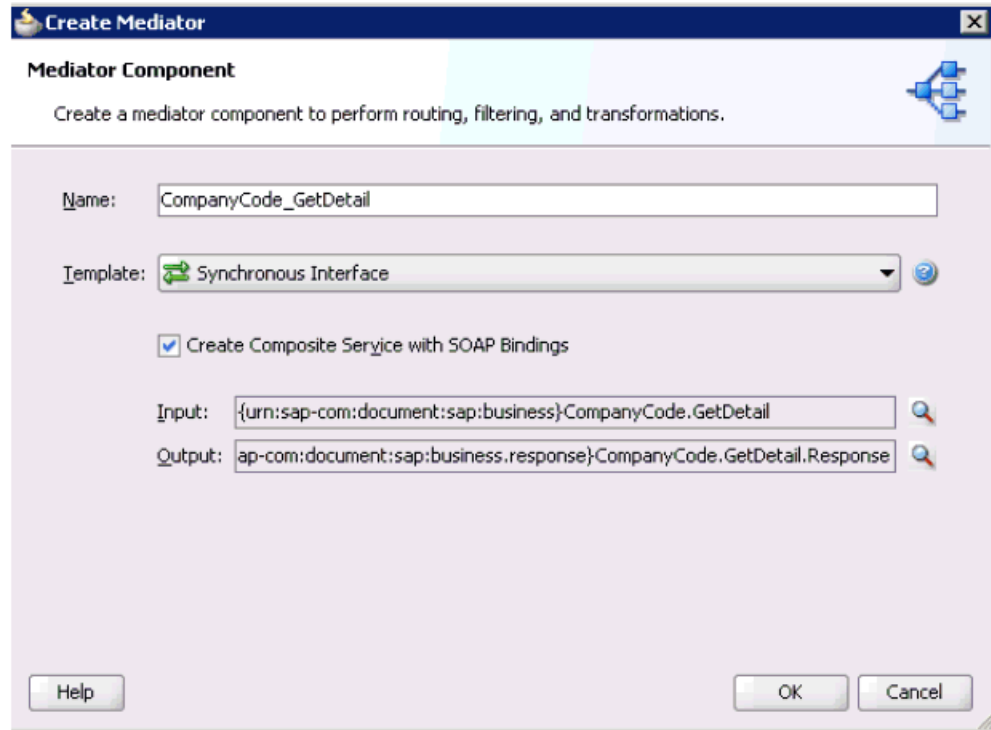 Create Mediator
Mediator Component
Create a mediator component to perform routing, filtering, and transformations.
Name: CompanyCode_GetDetail
Template: Synchronous Interface
Create Composite Service with SOAP Bindings
Input: {urn:sap-com:document:sap:business}CompanyCode.GetDetail
Output: ap-com:document:sap:business.response}CompanyCode.GetDetail.Response
Help OK Cancel